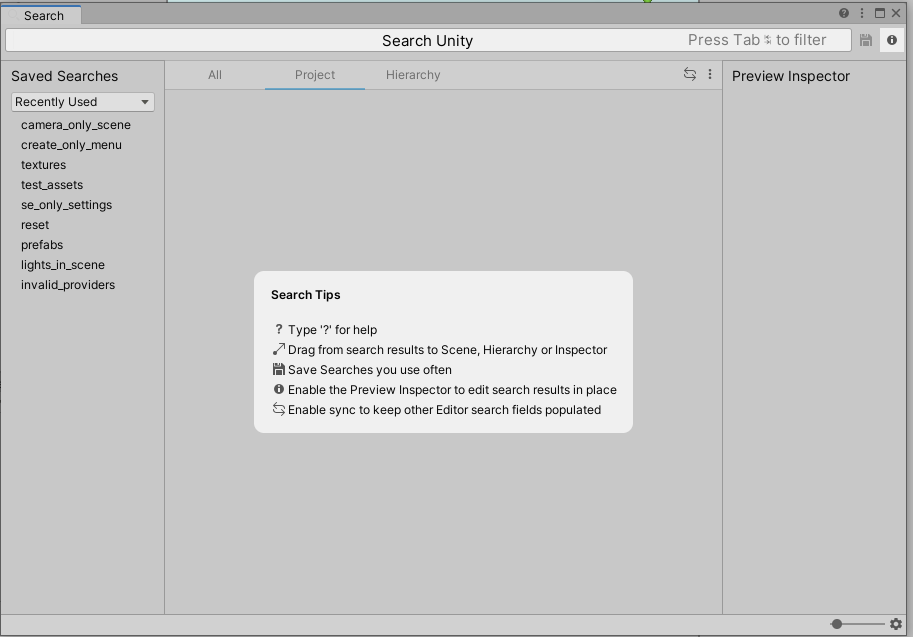 Search
Search Unity
Press Tab to filter
Saved Searches
All
Project
Hierarchy
Preview Inspector
Recently Used
camera_only_scene
create_only_menu
textures
test_assets
se_only_settings
reset
prefabs
lights_in_scene
invalid_providers
Search Tips
? Type '?' for help
Drag from search results to Scene, Hierarchy or Inspector
Save Searches you use often
Enable the Preview Inspector to edit search results in place
Enable sync to keep other Editor search fields populated